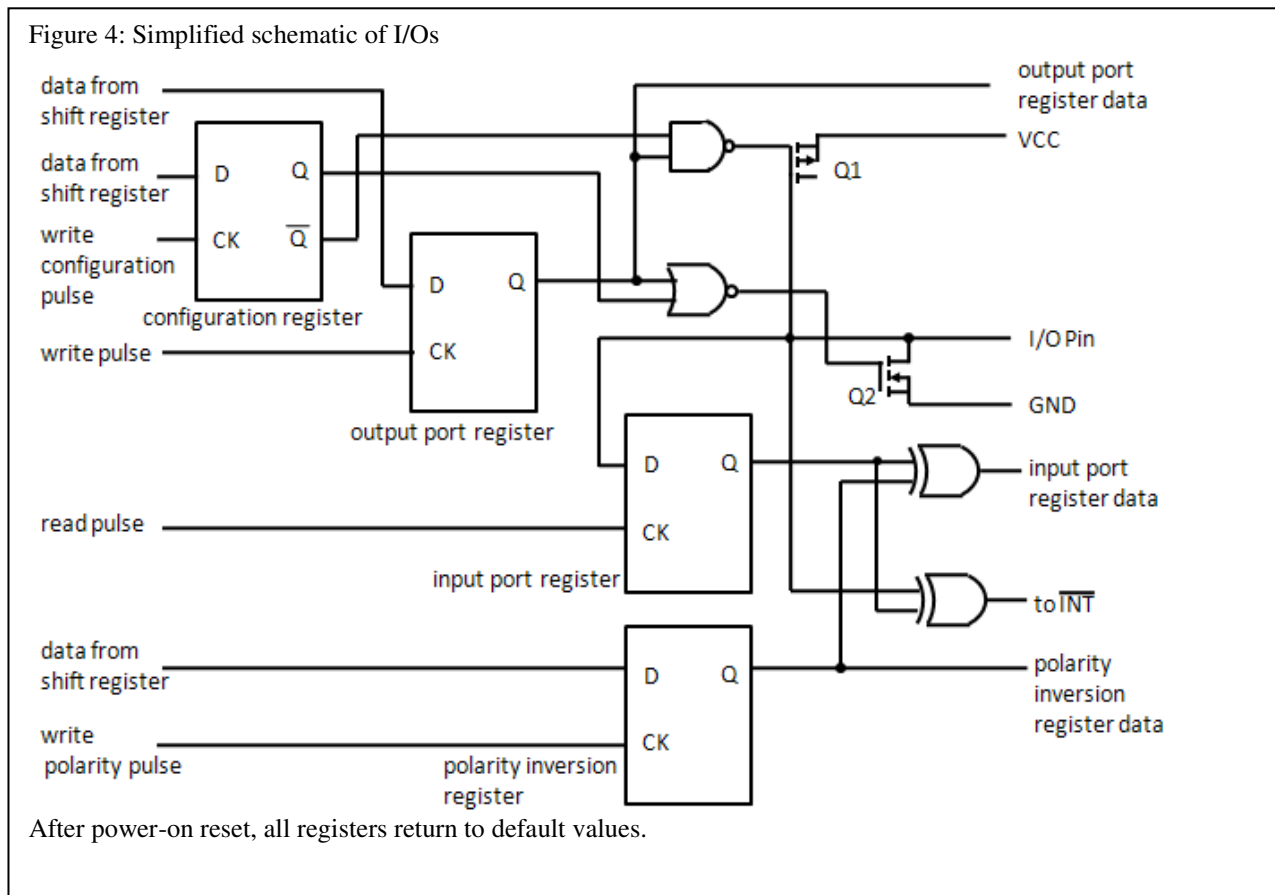 Figure 4: Simplified schematic of I/Os
data from
shift register
output port
register data
VCC
data from
shift register
D
Q
Q1
write
configuration
pulse
CK
Q̅
D
Q
configuration register
write pulse
CK
I/O Pin
Q2
GND
output port register
D
Q
input port
register data
read pulse
CK
input port register
to I̅N̅T̅
data from
shift register
D
Q
polarity
inversion
register data
write
polarity pulse
CK
polarity inversion
register
After power-on reset, all registers return to default values.